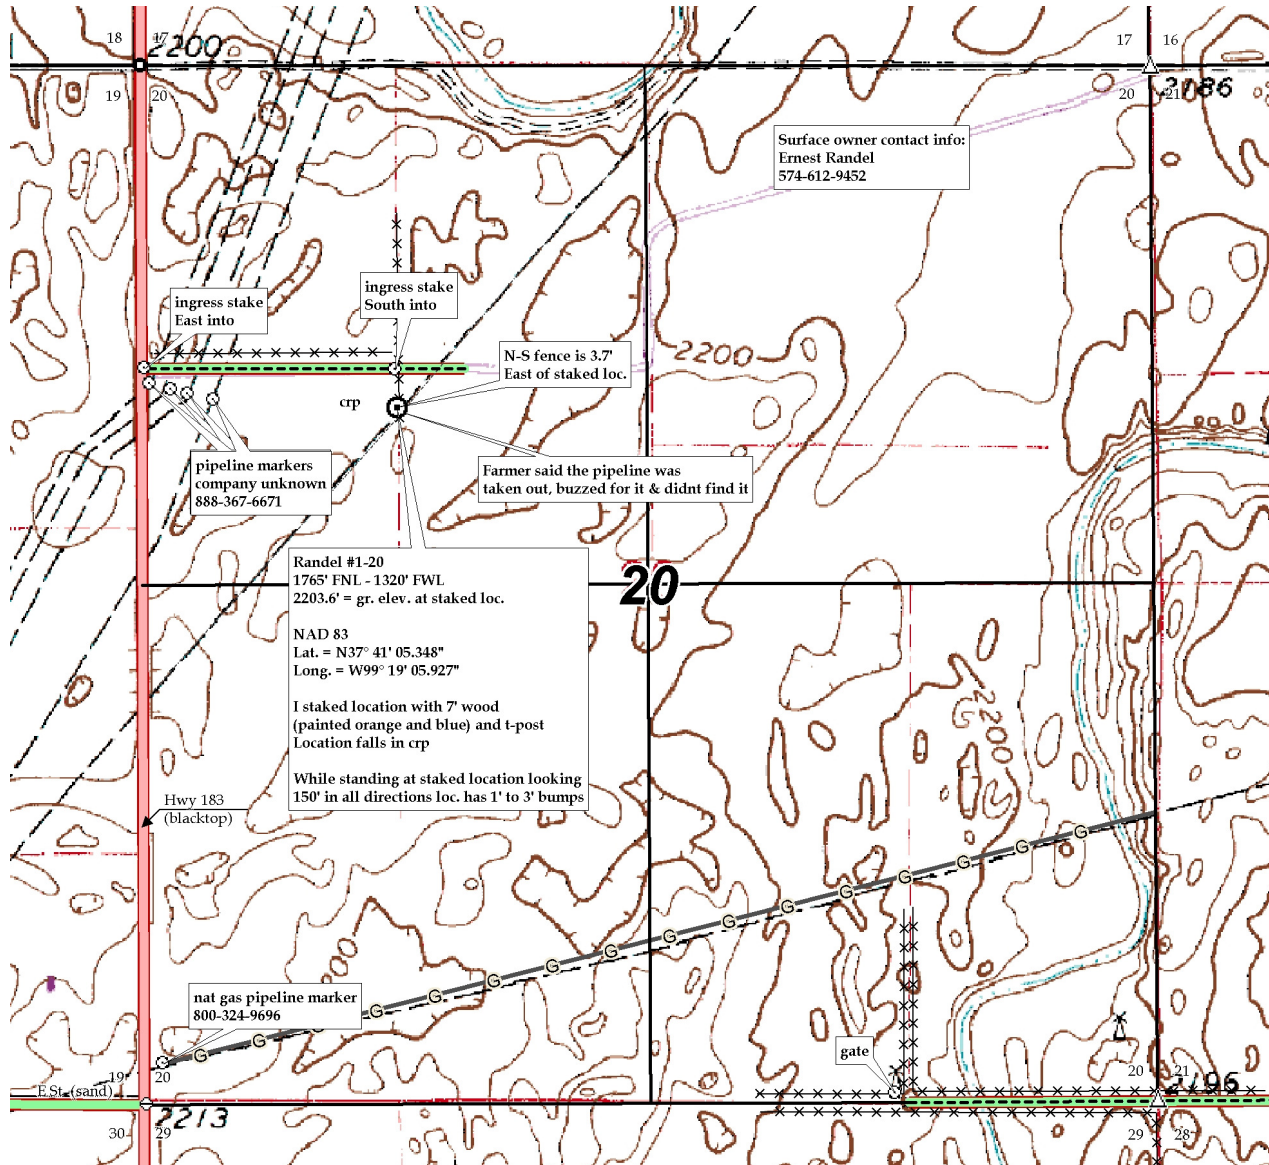 18
17
2200
19
20
17
16
20
21
2186
Surface owner contact info:
Ernest Randel
574-612-9452
ingress stake
East into
ingress stake
South into
N-S fence is 3.7'
East of staked loc.
2200
crp
pipeline markers
company unknown
888-367-6671
Farmer said the pipeline was
taken out, buzzed for it & didnt find it
Randel #1-20
1765' FNL - 1320' FWL
2203.6' = gr. elev. at staked loc.
NAD 83
Lat. = N37° 41' 05.348"
Long. = W99° 19' 05.927"
I staked location with 7' wood
(painted orange and blue) and t-post
Location falls in crp
While standing at staked location looking
150' in all directions loc. has 1' to 3' bumps
20
2200
Hwy 183
(blacktop)
G G G G G G G G G G G G G G G G
nat gas pipeline marker
800-324-9696
gate
E St. (sand)
19
20
2213
30
29
20
21
2196
29
28